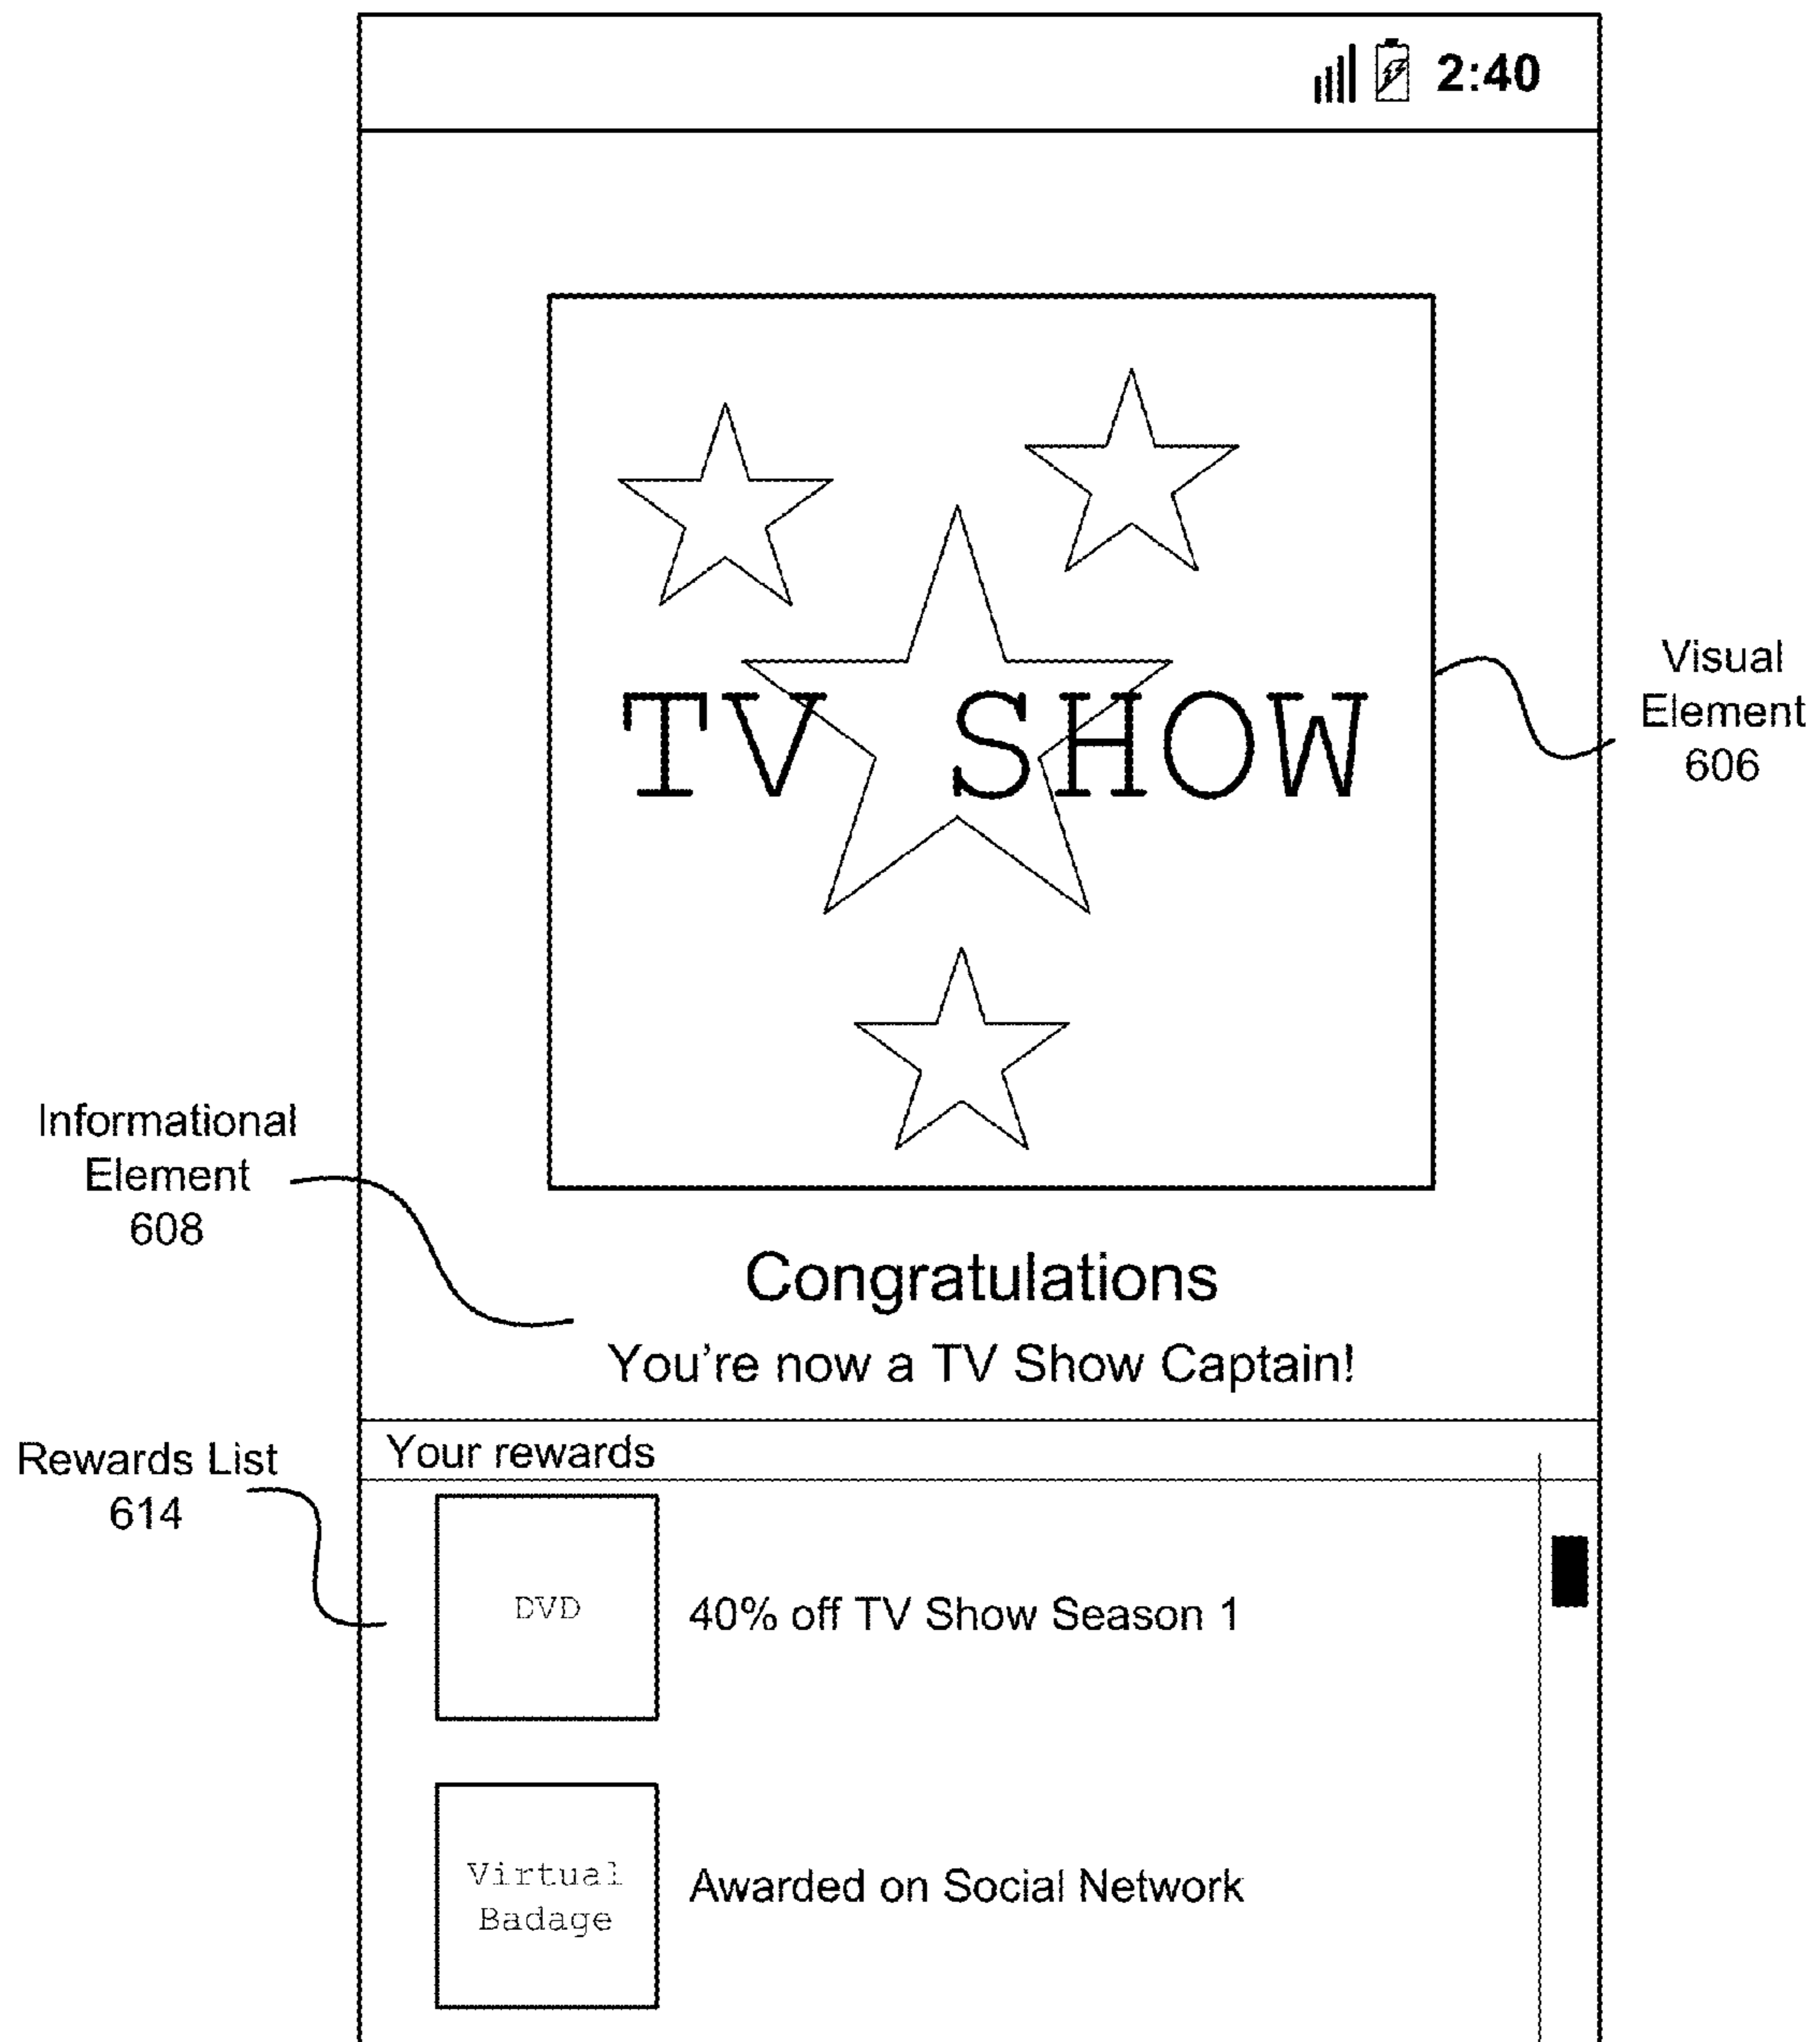 2:40
TV SHOW
Visual
Element
606
Informational
Element
608
Congratulations
You're now a TV Show Captain!
Rewards List
614
Your rewards
DVD
40% off TV Show Season 1
Virtual
Badage
Awarded on Social Network